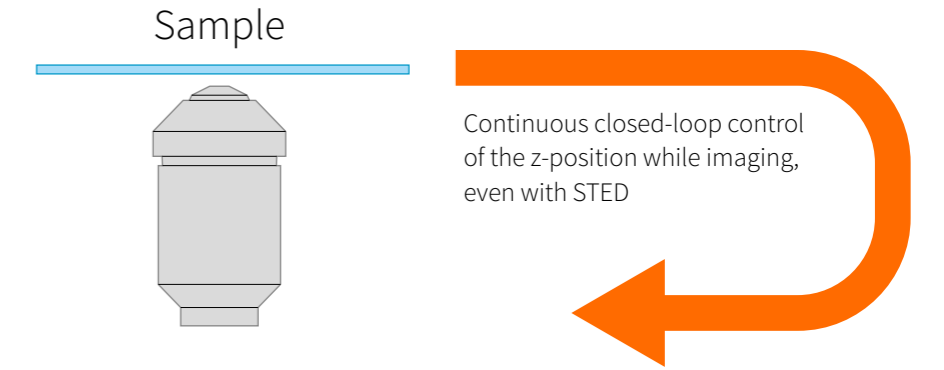 Sample
Continuous closed-loop control
of the z-position while imaging,
even with STED